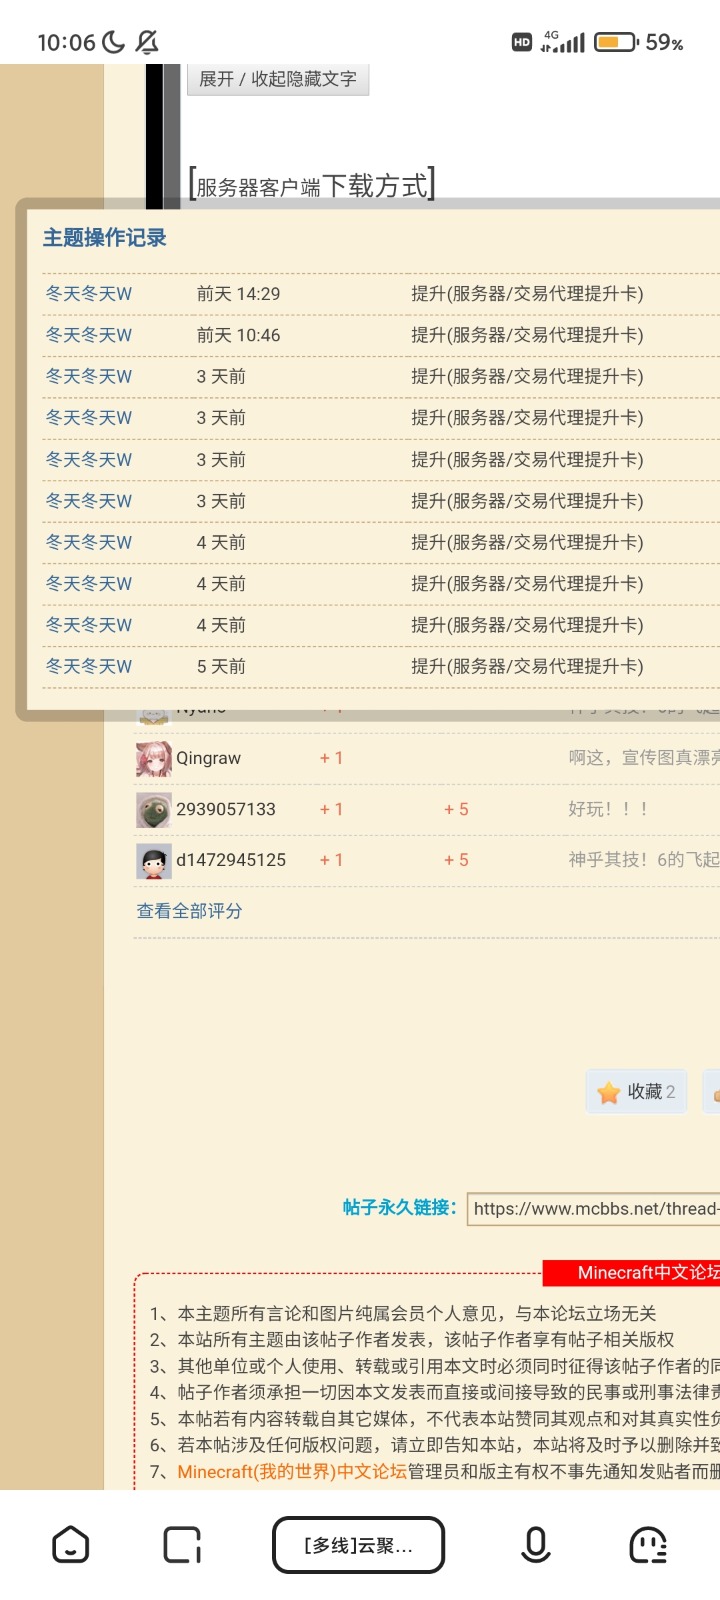 10:06
HD 4G 59%
展开 / 收起隐藏文字
[服务器客户端下载方式]
主题操作记录
冬天冬天W 前天 14:29 提升(服务器/交易代理提升卡)
冬天冬天W 前天 10:46 提升(服务器/交易代理提升卡)
冬天冬天W 3 天前 提升(服务器/交易代理提升卡)
冬天冬天W 3 天前 提升(服务器/交易代理提升卡)
冬天冬天W 3 天前 提升(服务器/交易代理提升卡)
冬天冬天W 3 天前 提升(服务器/交易代理提升卡)
冬天冬天W 4 天前 提升(服务器/交易代理提升卡)
冬天冬天W 4 天前 提升(服务器/交易代理提升卡)
冬天冬天W 4 天前 提升(服务器/交易代理提升卡)
冬天冬天W 5 天前 提升(服务器/交易代理提升卡)
Qingraw + 1 啊这，宣传图真漂亮
2939057133 + 1 + 5 好玩！！！
d1472945125 + 1 + 5 神乎其技！6的飞起
查看全部评分
收藏 2
帖子永久链接： https://www.mcbbs.net/thread-
Minecraft中文论坛
1、本主题所有言论和图片纯属会员个人意见，与本论坛立场无关
2、本站所有主题由该帖子作者发表，该帖子作者享有帖子相关版权
3、其他单位或个人使用、转载或引用本文时必须同时征得该帖子作者的同
4、帖子作者须承担一切因本文发表而直接或间接导致的民事或刑事法律责
5、本帖若有内容转载自其它媒体，不代表本站赞同其观点和对其真实性负
6、若本帖涉及任何版权问题，请立即告知本站，本站将及时予以删除并致
7、Minecraft(我的世界)中文论坛管理员和版主有权不事先通知发贴者而删
[多线]云聚...